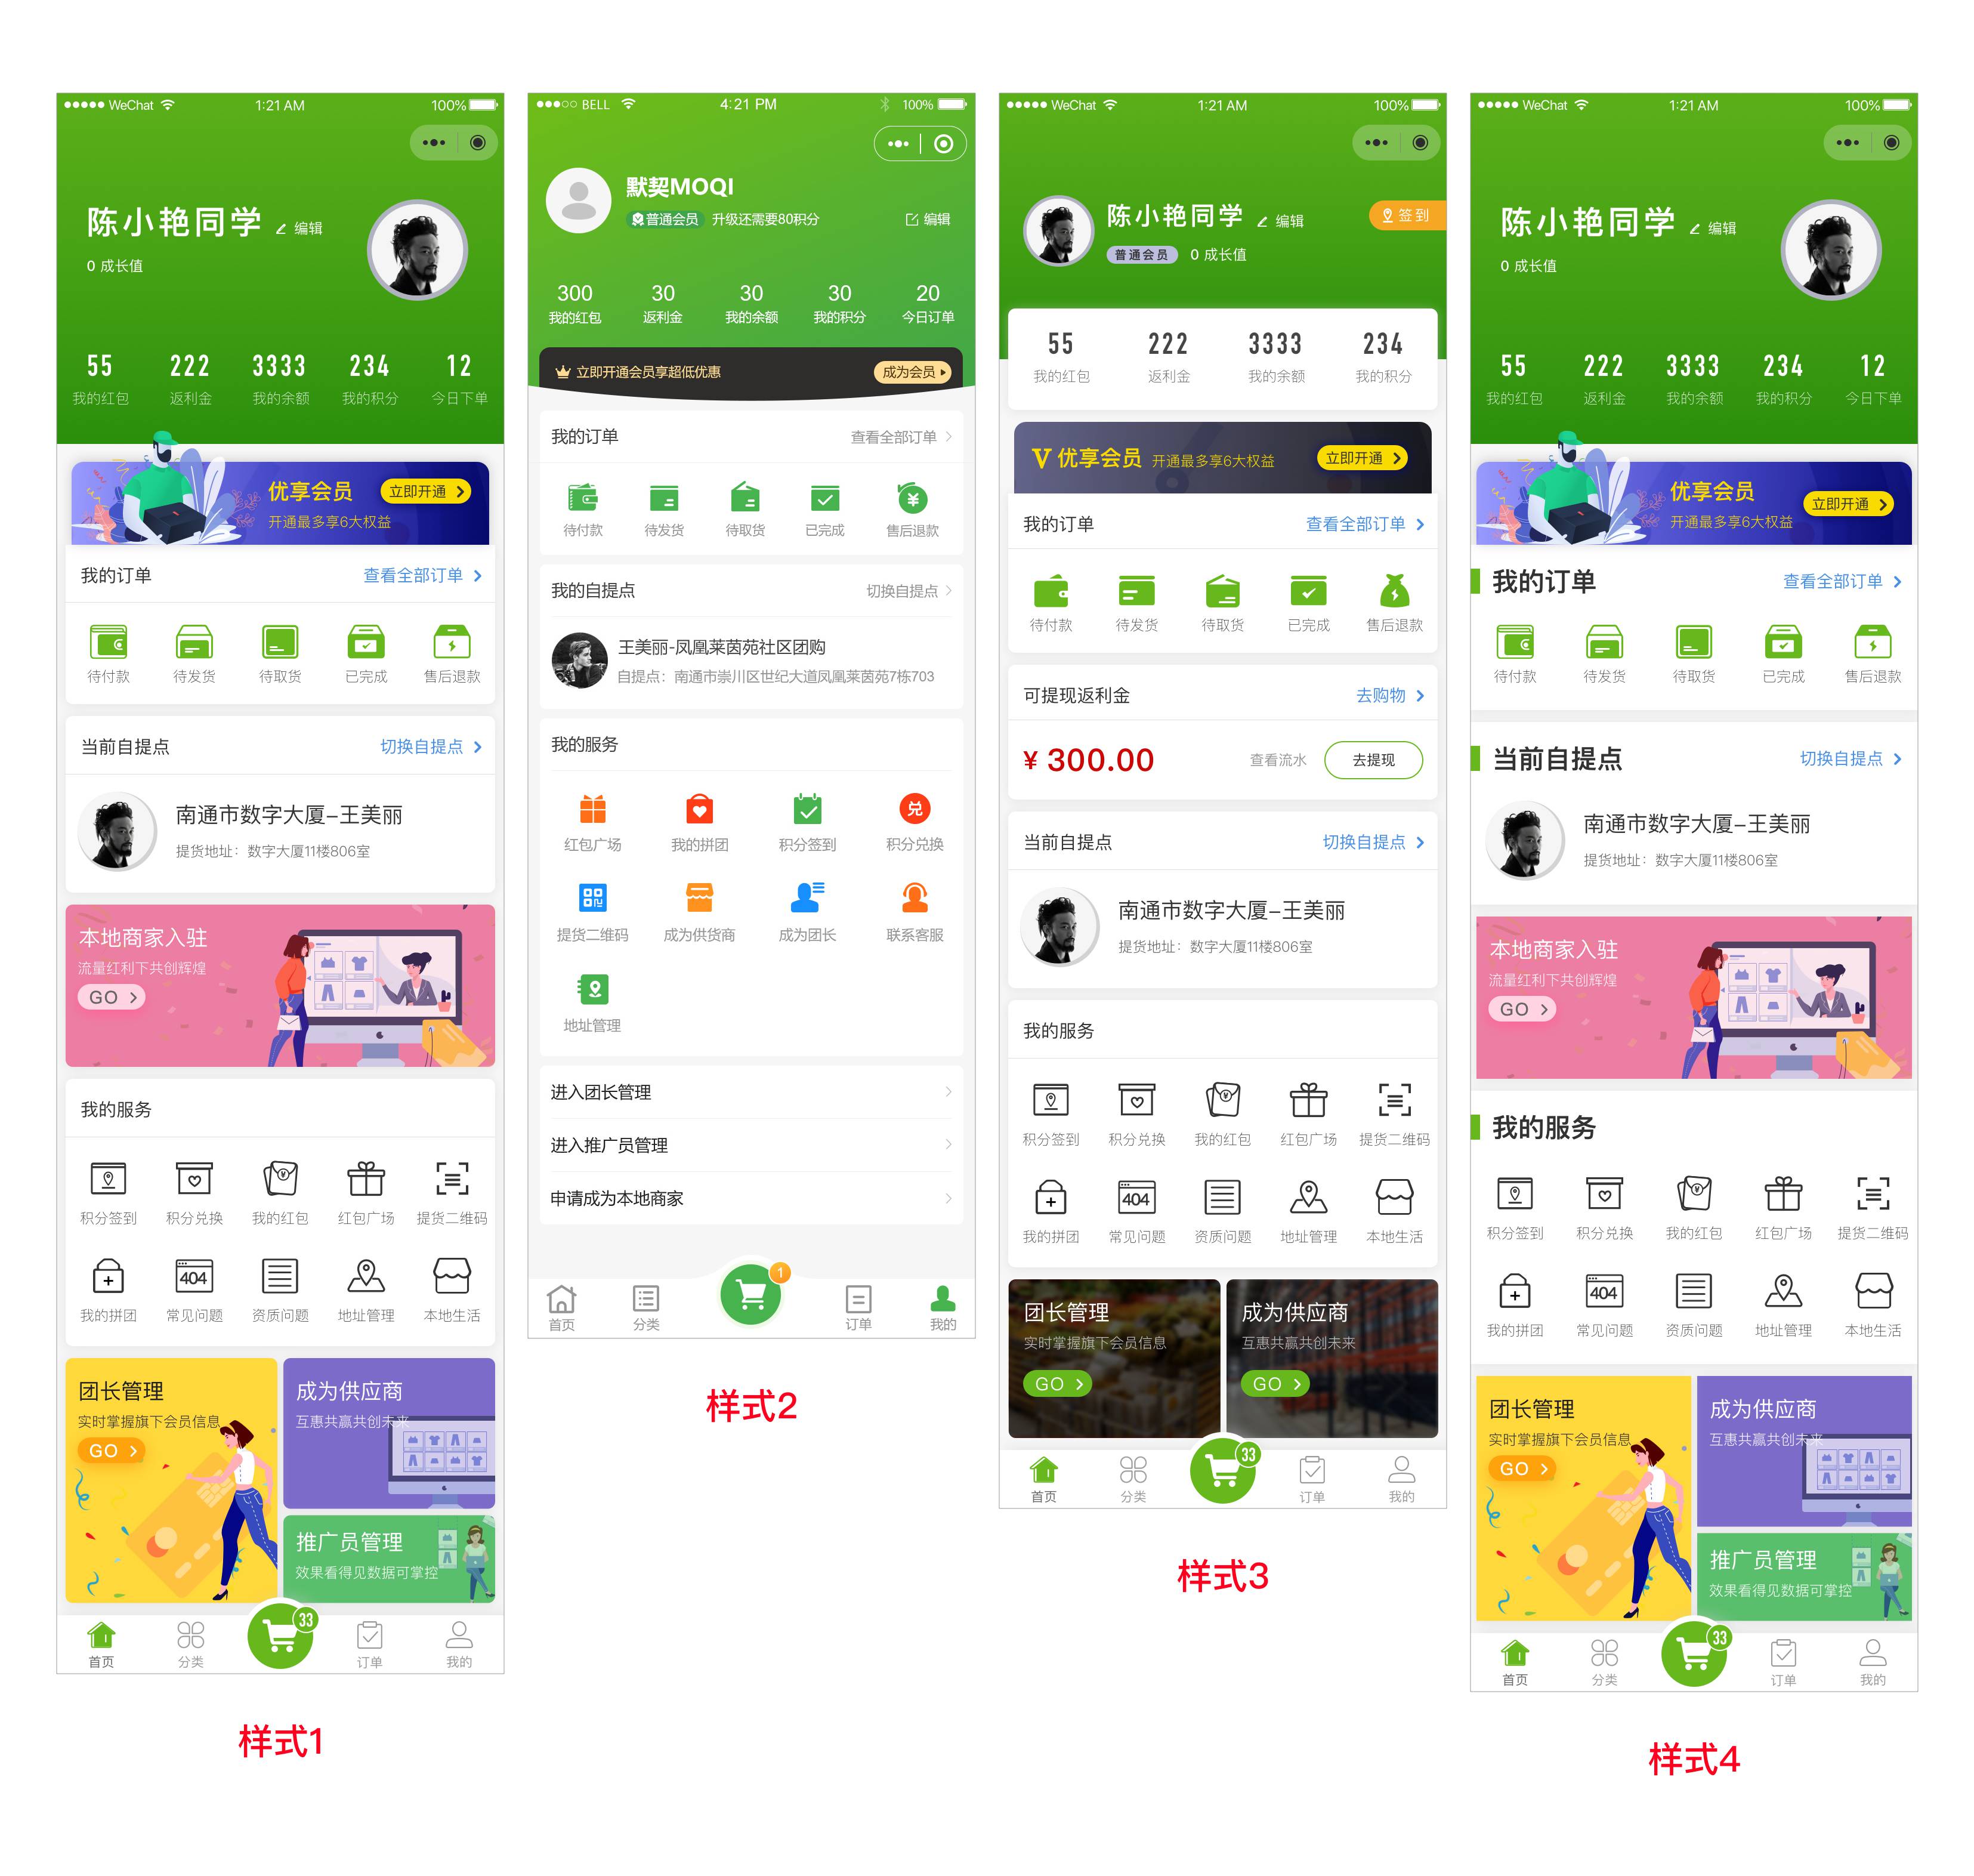 WeChat 1:21 AM 100%
陈小艳同学 编辑
0 成长值
55 222 3333 234 12
我的红包 返利金 我的余额 我的积分 今日下单
优享会员 立即开通
开通最多享6大权益
我的订单 查看全部订单
待付款 待发货 待取货 已完成 售后退款
当前自提点 切换自提点
南通市数字大厦-王美丽
提货地址：数字大厦11楼806室
本地商家入驻
流量红利下共创辉煌
GO
我的服务
积分签到 积分兑换 我的红包 红包广场 提货二维码
404
我的拼团 常见问题 资质问题 地址管理 本地生活
团长管理
实时掌握旗下会员信息
GO
成为供应商
互惠共赢共创未来
推广员管理
效果看得见数据可掌控
33
首页 分类 订单 我的
样式1
BELL 4:21 PM 100%
默契MOQI
普通会员 升级还需要80积分 编辑
300 30 30 30 20
我的红包 返利金 我的余额 我的积分 今日订单
立即开通会员享超低优惠 成为会员
我的订单 查看全部订单
待付款 待发货 待取货 已完成 售后退款
我的自提点 切换自提点
王美丽-凤凰莱茵苑社区团购
自提点：南通市崇川区世纪大道凤凰莱茵苑7栋703
我的服务
兑
红包广场 我的拼团 积分签到 积分兑换
提货二维码 成为供货商 成为团长 联系客服
地址管理
进入团长管理
进入推广员管理
申请成为本地商家
1
首页 分类 订单 我的
样式2
WeChat 1:21 AM 100%
陈小艳同学 编辑 签到
普通会员 0 成长值
55 222 3333 234
我的红包 返利金 我的余额 我的积分
V 优享会员 开通最多享6大权益 立即开通
我的订单 查看全部订单
待付款 待发货 待取货 已完成 售后退款
可提现返利金 去购物
¥ 300.00 查看流水 去提现
当前自提点 切换自提点
南通市数字大厦-王美丽
提货地址：数字大厦11楼806室
我的服务
积分签到 积分兑换 我的红包 红包广场 提货二维码
404
我的拼团 常见问题 资质问题 地址管理 本地生活
团长管理 成为供应商
实时掌握旗下会员信息 互惠共赢共创未来
GO GO
33
首页 分类 订单 我的
样式3
WeChat 1:21 AM 100%
陈小艳同学 编辑
0 成长值
55 222 3333 234 12
我的红包 返利金 我的余额 我的积分 今日下单
优享会员 立即开通
开通最多享6大权益
我的订单 查看全部订单
待付款 待发货 待取货 已完成 售后退款
当前自提点 切换自提点
南通市数字大厦-王美丽
提货地址：数字大厦11楼806室
本地商家入驻
流量红利下共创辉煌
GO
我的服务
积分签到 积分兑换 我的红包 红包广场 提货二维码
404
我的拼团 常见问题 资质问题 地址管理 本地生活
团长管理
实时掌握旗下会员信息
GO
成为供应商
互惠共赢共创未来
推广员管理
效果看得见数据可掌控
33
首页 分类 订单 我的
样式4